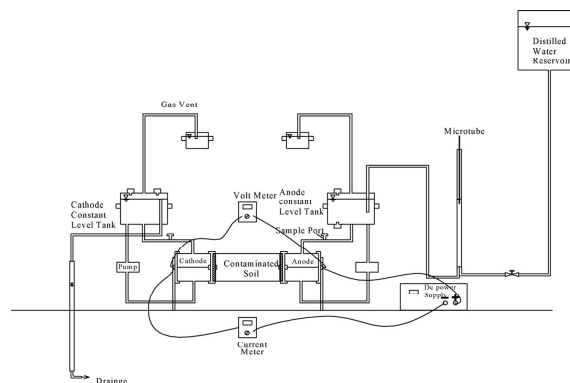 Distilled
Water
Reservoir
Gas Vent
Microtube
Cathode
Constant
Level Tank
Volt Meter
Anode
constant
Level Tank
Sample Port
Pump
Cathode
Contaminated
Soil
Anode
Dc power
Supply
Current
Meter
Drainge